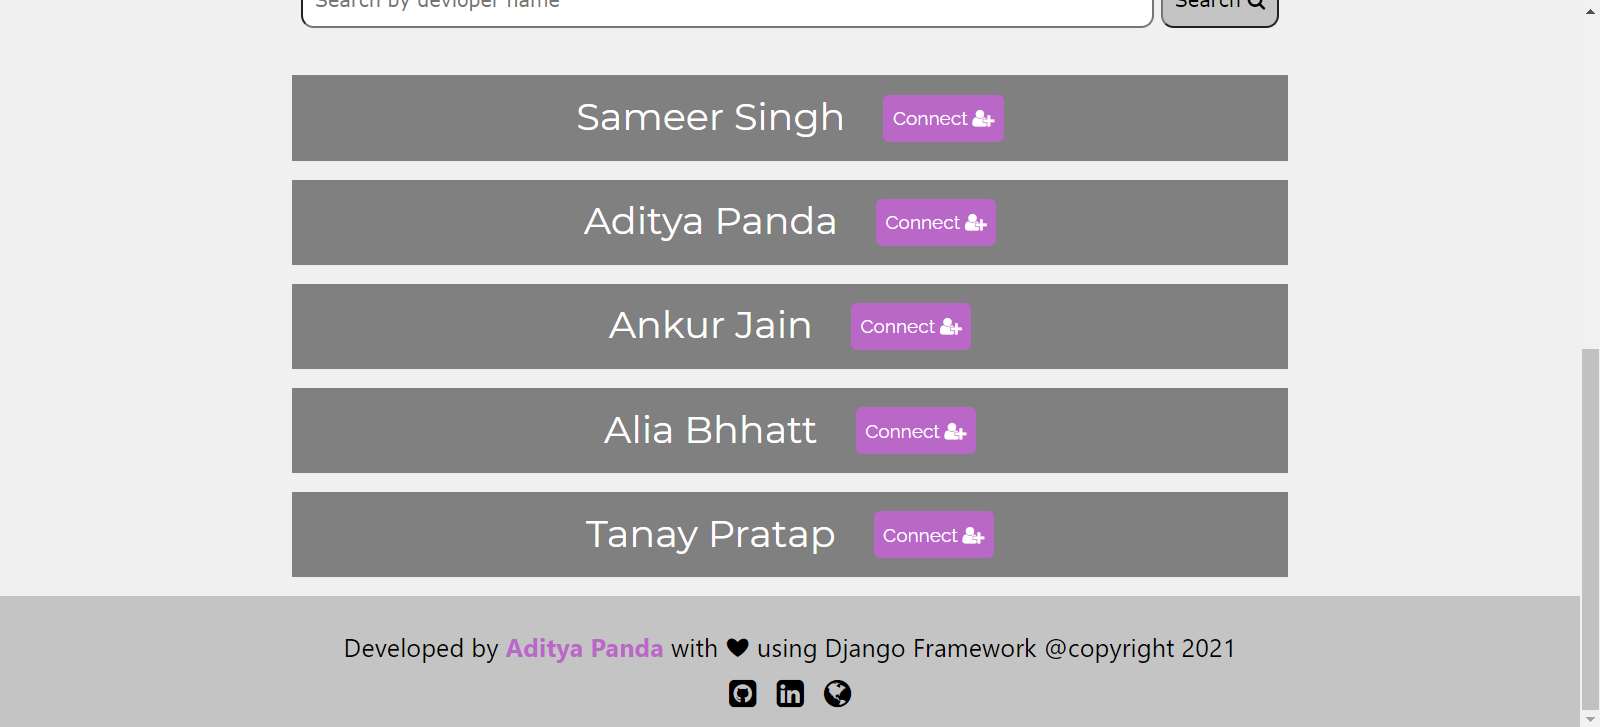 Search by devloper name Search
Sameer Singh Connect
Aditya Panda Connect
Ankur Jain Connect
Alia Bhhatt Connect
Tanay Pratap Connect
Developed by Aditya Panda with ♥ using Django Framework @copyright 2021